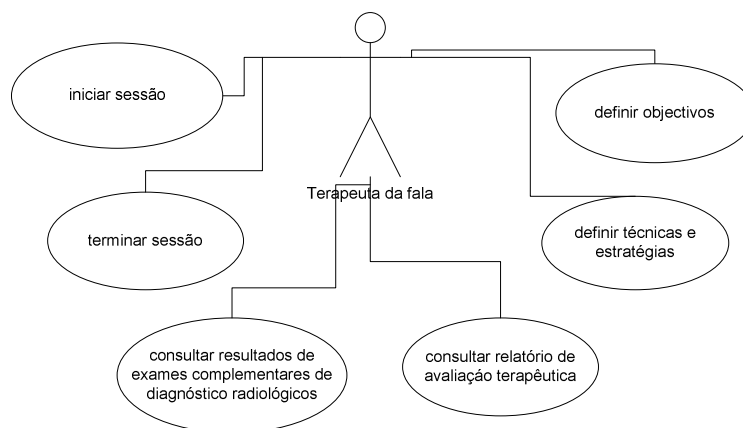 iniciar sessão
definir objectivos
Terapeuta da fala
terminar sessão
definir técnicas e
estratégias
consultar resultados de
exames complementares de
diagnóstico radiológicos
consultar relatório de
avaliação terapêutica